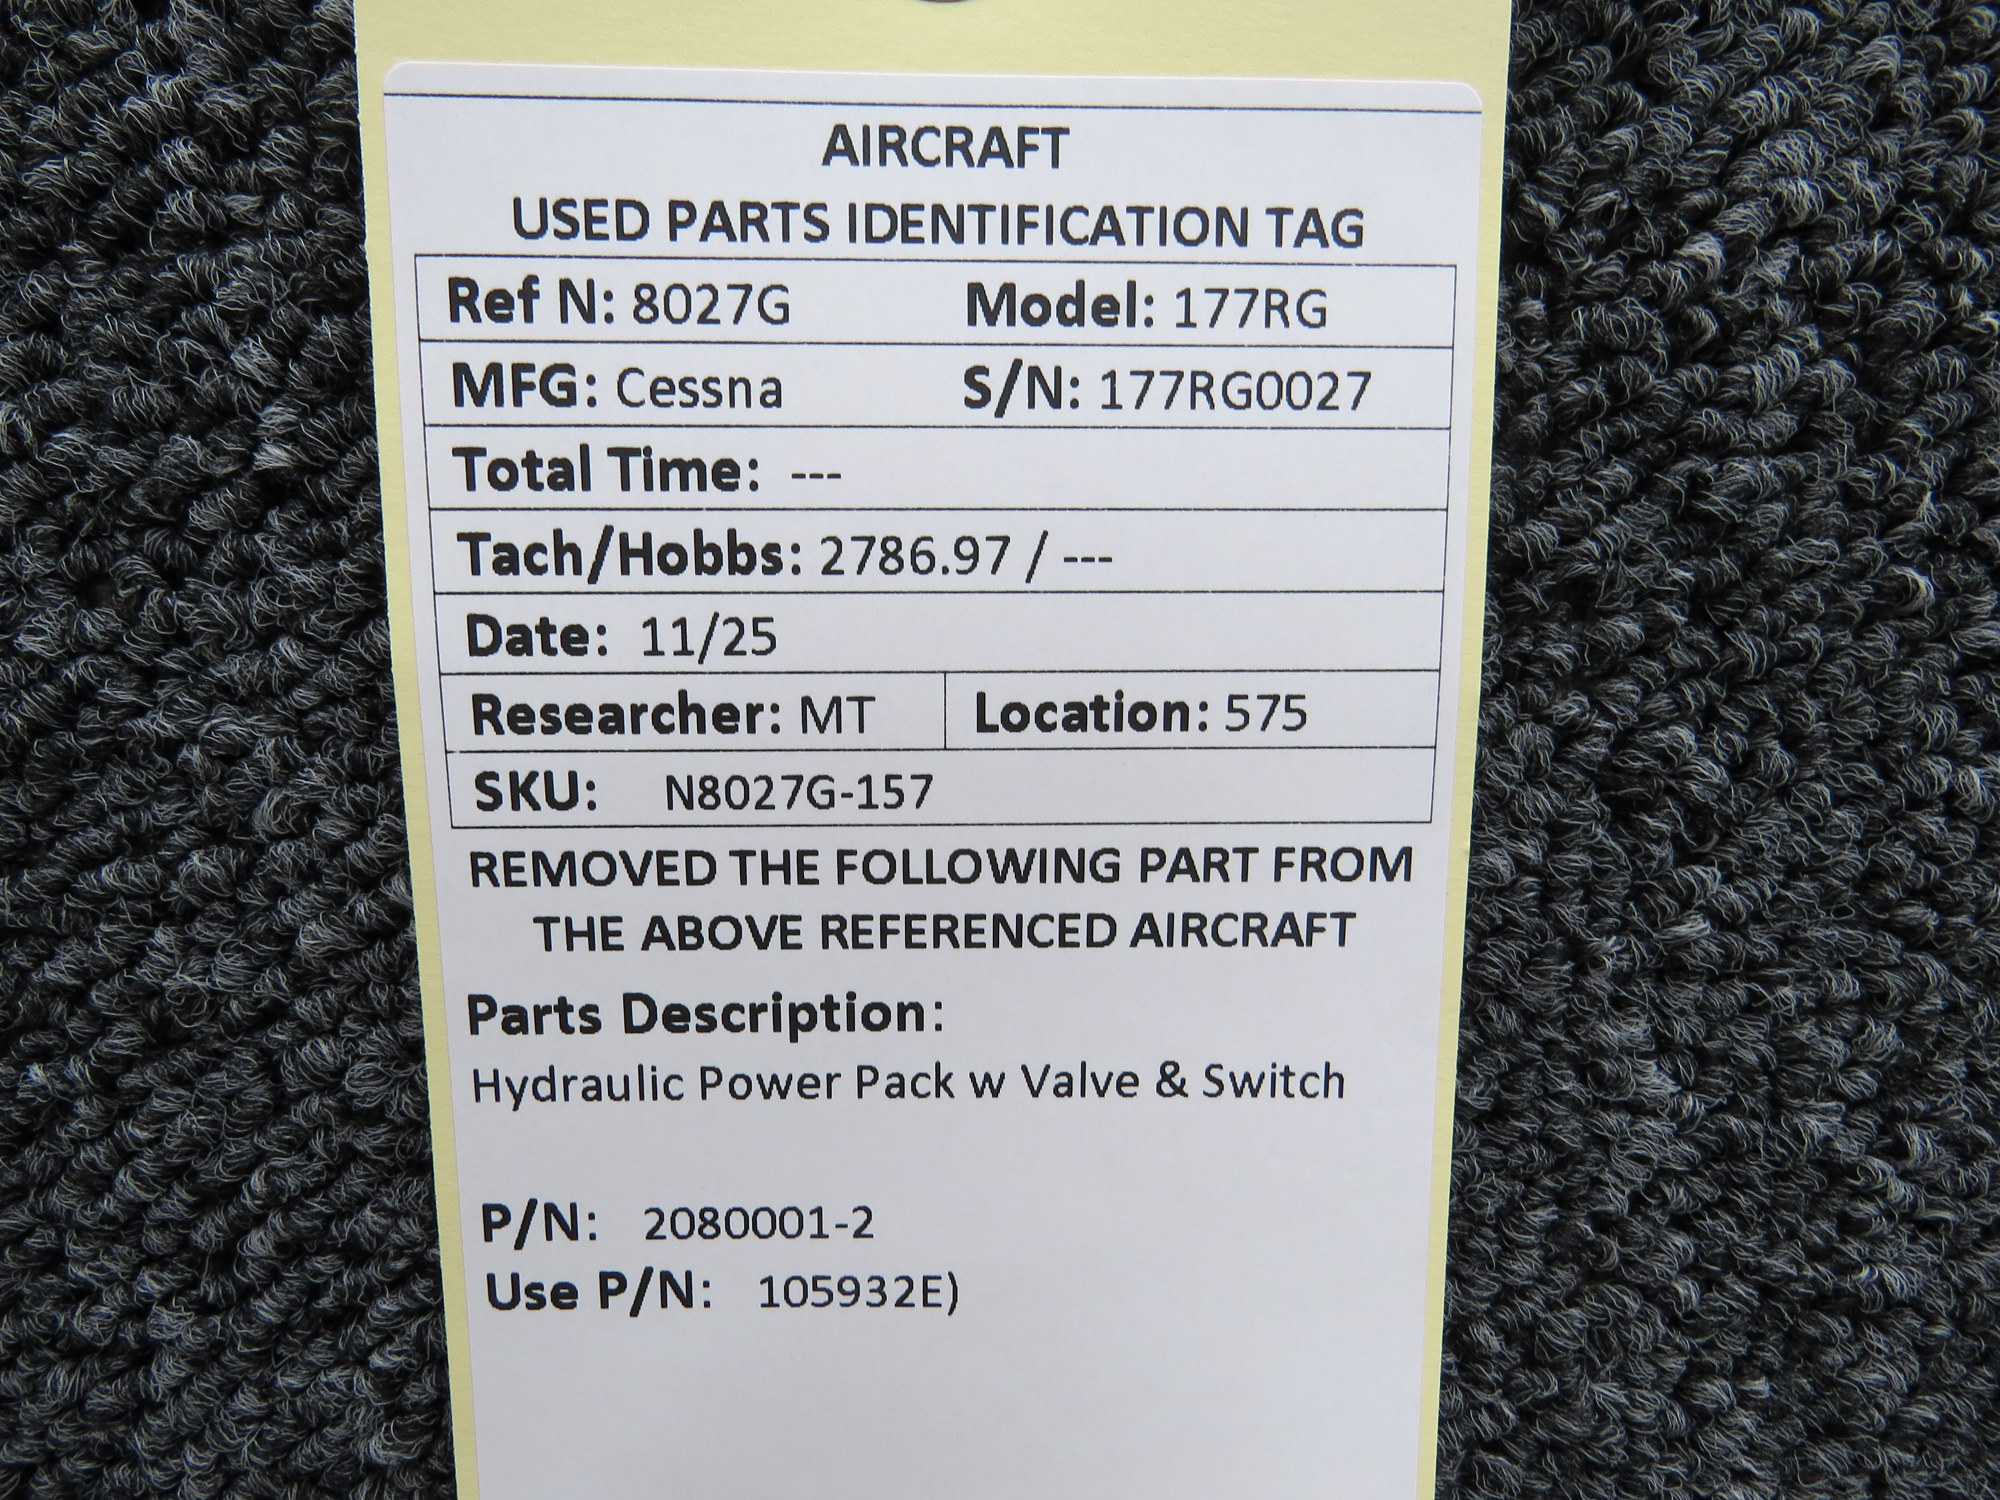 AIRCRAFT
USED PARTS IDENTIFICATION TAG
Ref N: 8027G Model: 177RG
MFG: Cessna S/N: 177RG0027
Total Time: ---
Tach/Hobbs: 2786.97 / ---
Date: 11/25
Researcher: MT Location: 575
SKU: N8027G-157
REMOVED THE FOLLOWING PART FROM
THE ABOVE REFERENCED AIRCRAFT
Parts Description:
Hydraulic Power Pack w Valve & Switch
P/N: 2080001-2
Use P/N: 105932E)